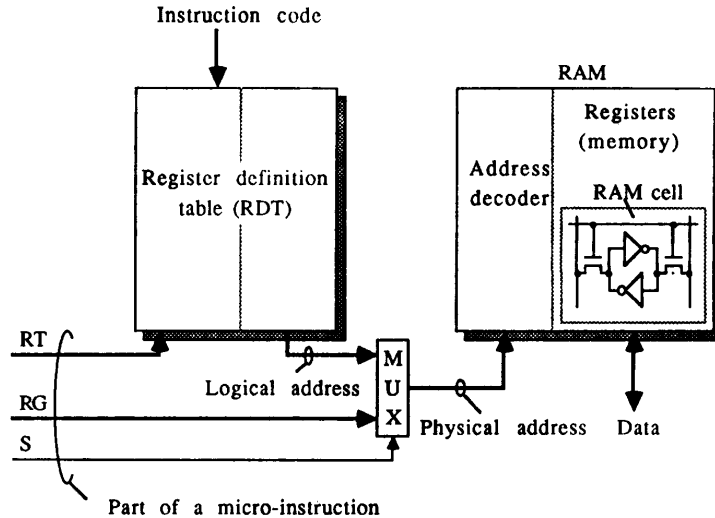 Instruction code
RAM
Register definition
table (RDT)
Registers
(memory)
Address
decoder
RAM cell
RT
RG
S
Logical address
M
U
X
Physical address
Data
Part of a micro-instruction